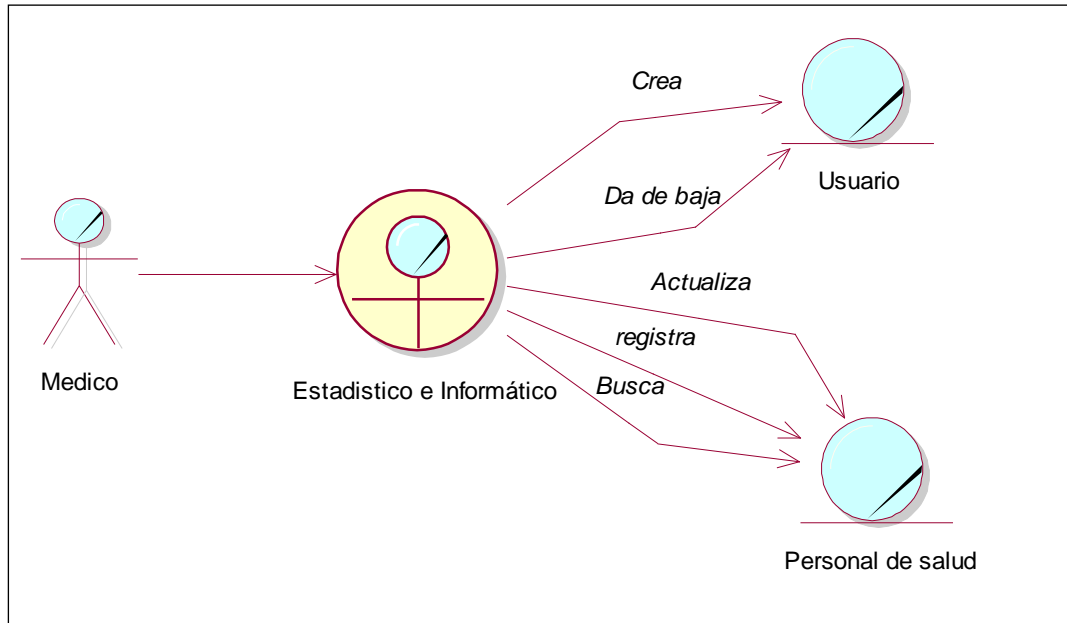 Crea
Usuario
Da de baja
Actualiza
registra
Medico
Estadistico e Informático
Busca
Personal de salud